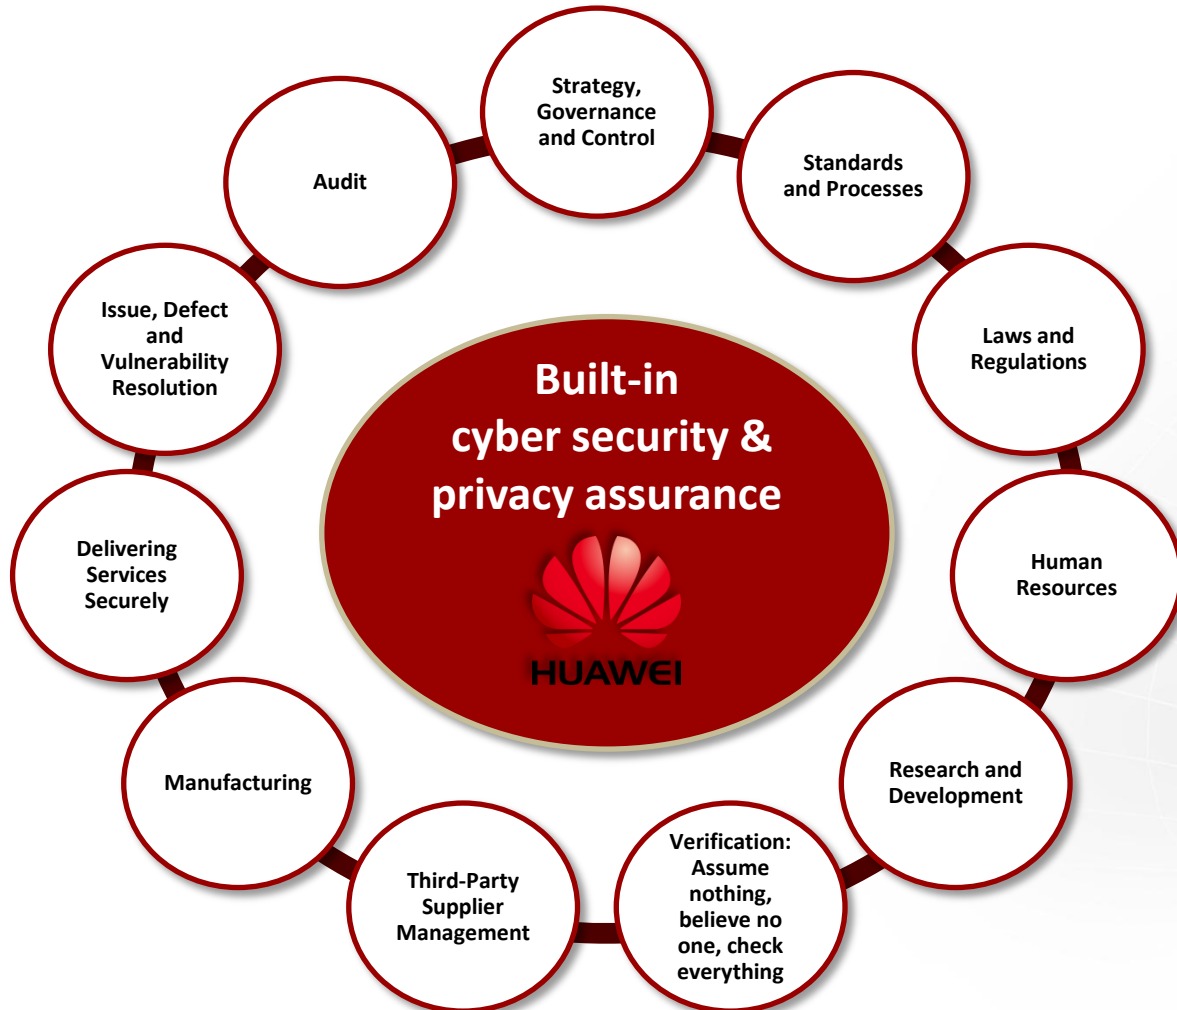 Strategy,
Governance
and Control
Standards
and Processes
Laws and
Regulations
Human
Resources
Research and
Development
Verification:
Assume
nothing,
believe no
one, check
everything
Third-Party
Supplier
Management
Manufacturing
Delivering
Services
Securely
Issue, Defect
and
Vulnerability
Resolution
Audit
Built-in
cyber security &
privacy assurance
HUAWEI